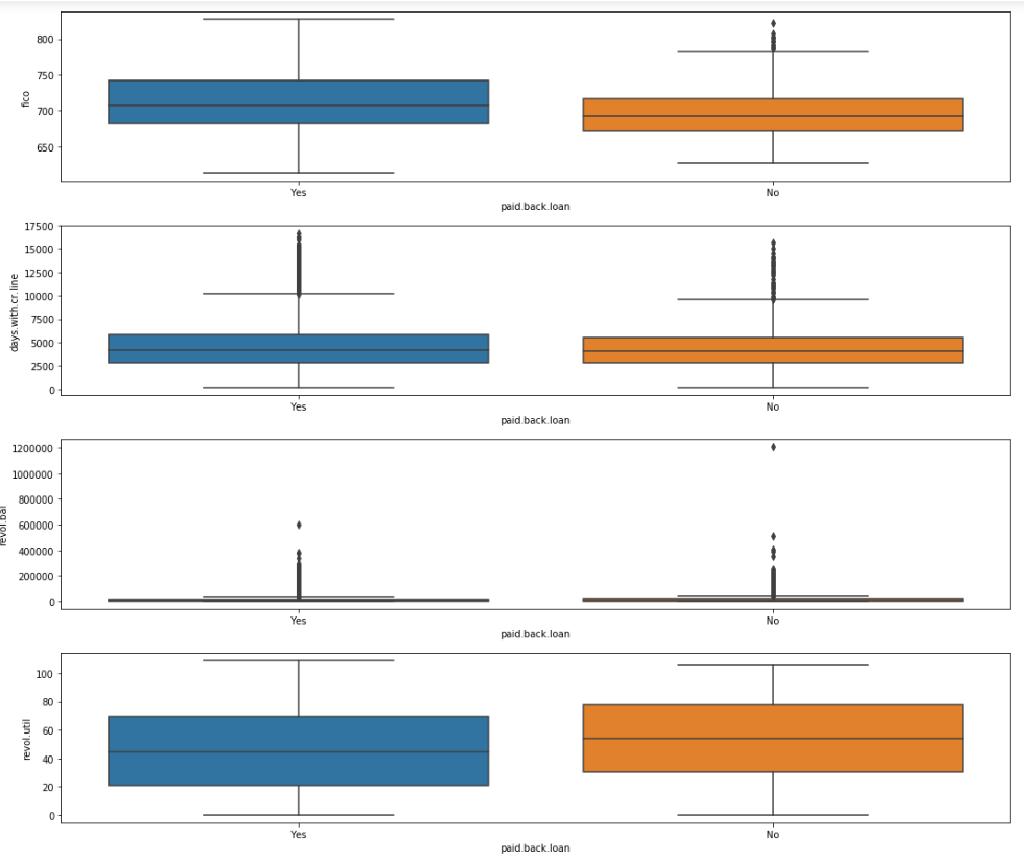 800
750
fico
700
650
Yes
No
paid.back.loan
17500
15000
12500
days.with.cr.line
10000
7500
5000
2500
0
Yes
No
paid.back.loan
1200000
1000000
800000
revol.bal
600000
400000
200000
0
Yes
No
paid.back.loan
100
80
revol.util
60
40
20
0
Yes
No
paid.back.loan